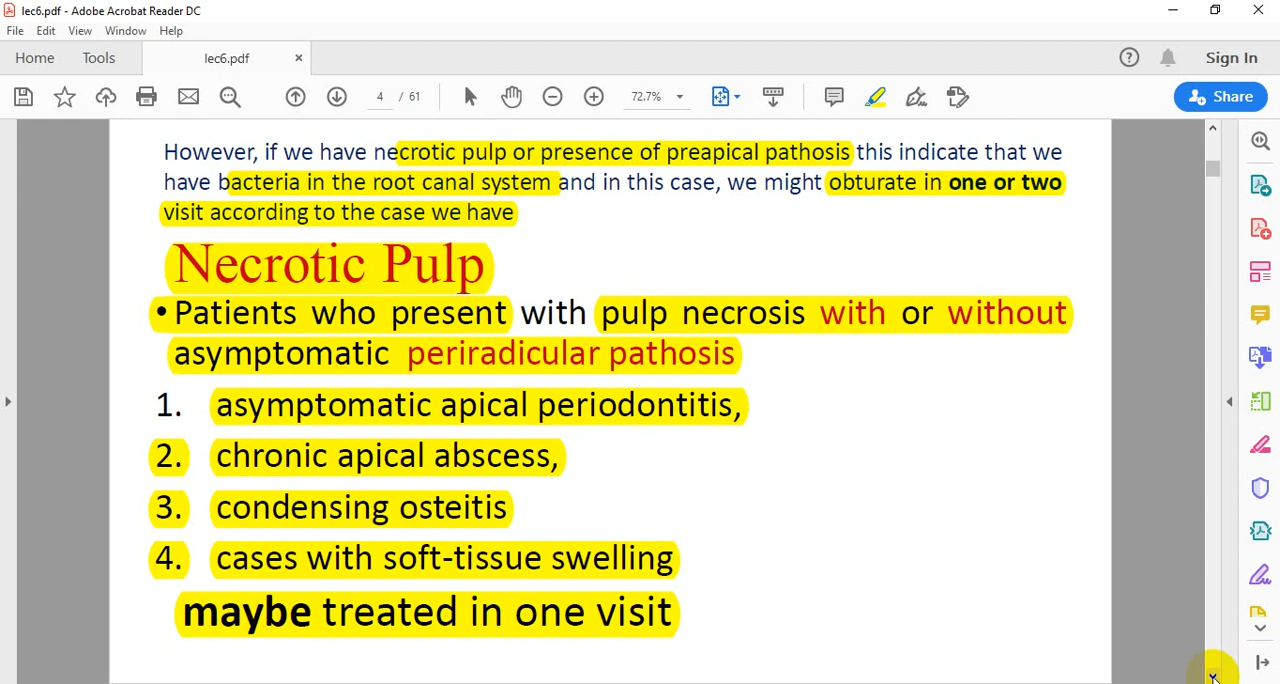 lec6.pdf - Adobe Acrobat Reader DC
File Edit View Window Help
Home Tools lec6.pdf × Sign In
4 / 61 72.7% Share
However, if we have necrotic pulp or presence of preapical pathosis this indicate that we
have bacteria in the root canal system and in this case, we might obturate in one or two
visit according to the case we have
Necrotic Pulp
• Patients who present with pulp necrosis with or without
asymptomatic periradicular pathosis
1. asymptomatic apical periodontitis,
2. chronic apical abscess,
3. condensing osteitis
4. cases with soft-tissue swelling
maybe treated in one visit